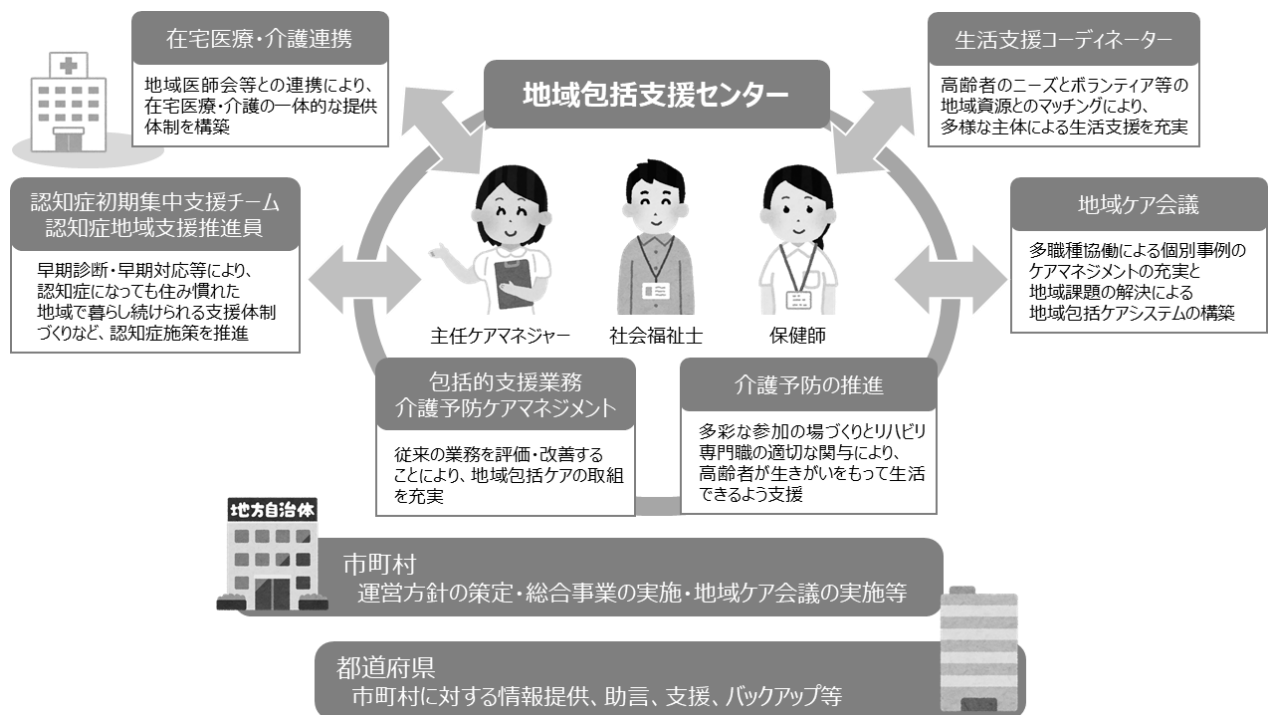 地域包括支援センター
在宅医療・介護連携
地域医師会等との連携により、
在宅医療・介護の一体的な提供
体制を構築
生活支援コーディネーター
高齢者のニーズとボランティア等の
地域資源とのマッチングにより、
多様な主体による生活支援を充実
認知症初期集中支援チーム
認知症地域支援推進員
早期診断・早期対応等により、
認知症になっても住み慣れた
地域で暮らし続けられる支援体制
づくりなど、認知症施策を推進
地域ケア会議
多職種協働による個別事例の
ケアマネジメントの充実と
地域課題の解決による
地域包括ケアシステムの構築
主任ケアマネジャー
社会福祉士
保健師
包括的支援業務
介護予防ケアマネジメント
従来の業務を評価・改善する
ことにより、地域包括ケアの取組
を充実
介護予防の推進
多彩な参加の場づくりとリハビリ
専門職の適切な関与により、
高齢者が生きがいをもって生活
できるよう支援
地方自治体
市町村
運営方針の策定・総合事業の実施・地域ケア会議の実施等
都道府県
市町村に対する情報提供、助言、支援、バックアップ等